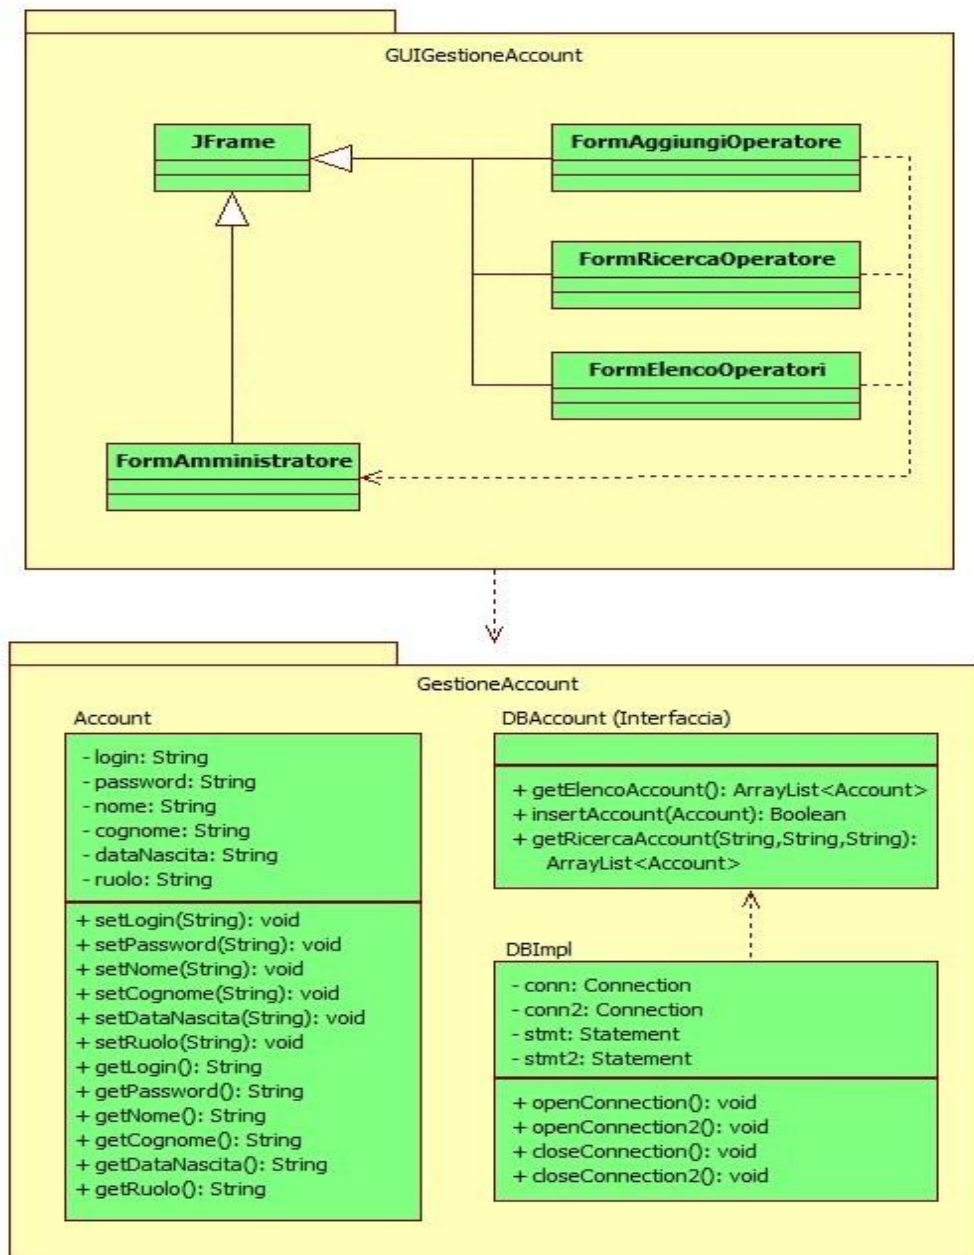 GUIGestioneAccount
JFrame
FormAggiungiOperatore
FormRicercaOperatore
FormElencoOperatori
FormAmministratore
GestioneAccount
Account
- login: String
- password: String
- nome: String
- cognome: String
- dataNascita: String
- ruolo: String
+ setLogin(String): void
+ setPassword(String): void
+ setNome(String): void
+ setCognome(String): void
+ setDataNascita(String): void
+ setRuolo(String): void
+ getLogin(): String
+ getPassword(): String
+ getNome(): String
+ getCognome(): String
+ getDataNascita(): String
+ getRuolo(): String
DBAccount (Interfaccia)
+ getElencoAccount(): ArrayList<Account>
+ insertAccount(Account): Boolean
+ getRicercaAccount(String,String,String):
ArrayList<Account>
DBImpl
- conn: Connection
- conn2: Connection
- stmt: Statement
- stmt2: Statement
+ openConnection(): void
+ openConnection2(): void
+ closeConnection(): void
+ closeConnection2(): void